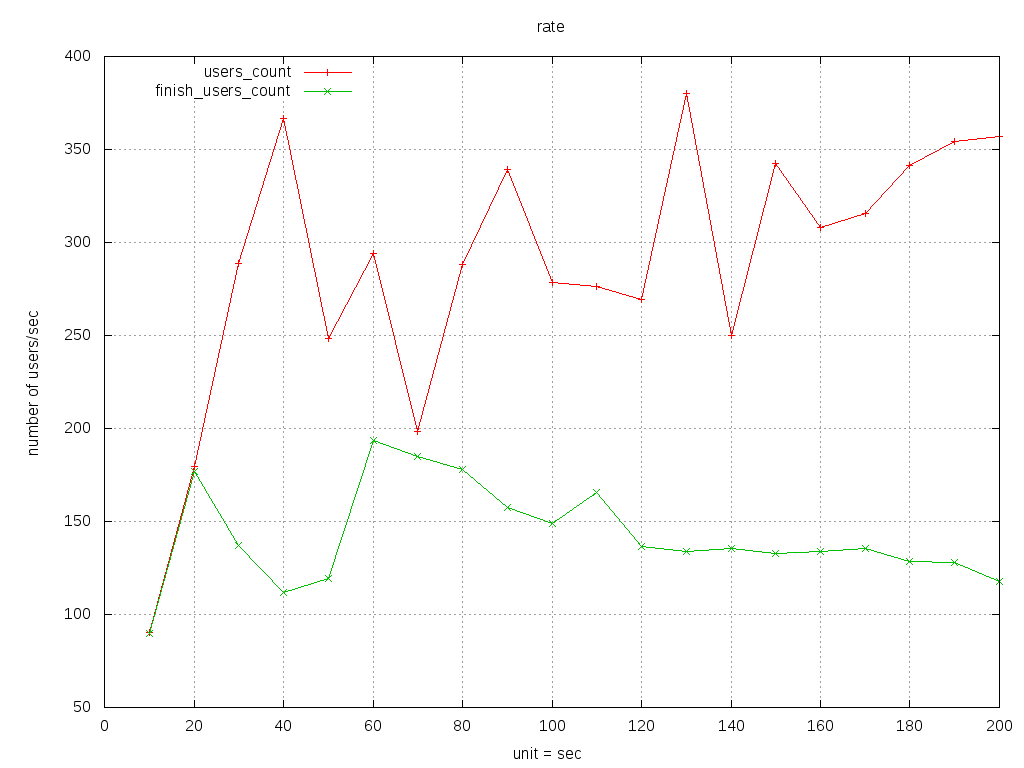 rate
users_count
finish_users_count
400
350
300
250
200
150
100
50
number of users/sec
0 20 40 60 80 100 120 140 160 180 200
unit = sec